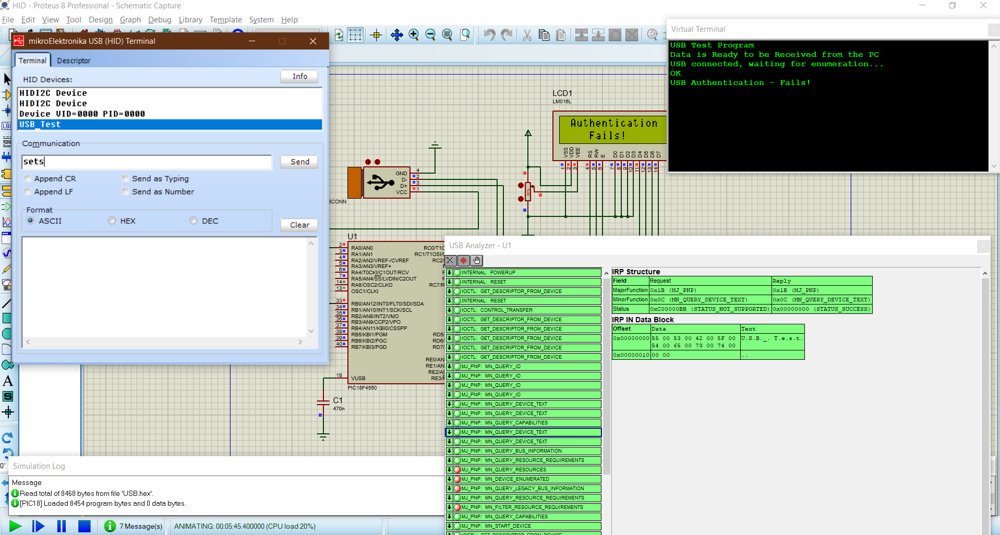 HID - Proteus 8 Professional - Schematic Capture
File Edit View Tool Design Graph Debug Library Template System Help
mikroElektronika USB (HID) Terminal
Terminal Descriptor
HID Devices:
Info
HIDI2C Device
HIDI2C Device
Device VID=0000 PID=0000
USB_Test
Communication
sets
Send
Append CR
Send as Typing
Append LF
Send as Number
Format
ASCII HEX DEC
Clear
Virtual Terminal
USB Test Program
Data is Ready to be Received from the PC
USB connected, waiting for enumeration...
OK
USB Authentication - Fails!
LCD1
LM016L
Authentication
Fails!
VSS VDD VEE RS RW E D0 D1 D2 D3 D4 D5 D6 D7
1 2 3 4 5 6 7 8 9 10 11 12 13 14
80%
GND 4
D- 2
D+ 3
VCC 1
BCONN
U1
2 RA0/AN0
3 RA1/AN1
4 RA2/AN2/VREF-/CVREF
5 RA3/AN3/VREF+
6 RA4/T0CKI/C1OUT/RCV
7 RA5/AN4/SS/LVDIN/C2OUT
14 RA6/OSC2/CLKO
13 OSC1/CLKI
33 RB0/AN12/INT0/FLT0/SDI/SDA
34 RB1/AN10/INT1/SCK/SCL
35 RB2/AN8/INT2/VMO
36 RB3/AN9/CCP2/VPO
37 RB4/AN11/KBI0/CSSPP
38 RB5/KBI1/PGM
39 RB6/KBI2/PGC
40 RB7/KBI3/PGD
RC0/T1O
RC1/T1OSI/
RC2/
RC7/R
RD5/
RD6/
RD7/
RE0/AN
RE1/AN
RE2/AN
RE3/M
18 VUSB
PIC18F4550
C1
470n
USB Analyzer - U1
INTERNAL: POWERUP
INTERNAL: RESET
IOCTL: GET_DESCRIPTOR_FROM_DEVICE
INTERNAL: RESET
IOCTL: CONTROL_TRANSFER
IOCTL: GET_DESCRIPTOR_FROM_DEVICE
IOCTL: GET_DESCRIPTOR_FROM_DEVICE
IOCTL: GET_DESCRIPTOR_FROM_DEVICE
IOCTL: GET_DESCRIPTOR_FROM_DEVICE
IOCTL: GET_DESCRIPTOR_FROM_DEVICE
MJ_PNP: MN_QUERY_ID
MJ_PNP: MN_QUERY_ID
MJ_PNP: MN_QUERY_ID
MJ_PNP: MN_QUERY_ID
MJ_PNP: MN_QUERY_DEVICE_TEXT
MJ_PNP: MN_QUERY_DEVICE_TEXT
MJ_PNP: MN_QUERY_CAPABILITIES
MJ_PNP: MN_QUERY_DEVICE_TEXT
MJ_PNP: MN_QUERY_DEVICE_TEXT
MJ_PNP: MN_QUERY_BUS_INFORMATION
MJ_PNP: MN_QUERY_RESOURCE_REQUIREMENTS
MJ_PNP: MN_QUERY_RESOURCES
MJ_PNP: MN_DEVICE_ENUMERATED
MJ_PNP: MN_QUERY_LEGACY_BUS_INFORMATION
MJ_PNP: MN_QUERY_RESOURCE_REQUIREMENTS
MJ_PNP: MN_FILTER_RESOURCE_REQUIREMENTS
MJ_PNP: MN_QUERY_CAPABILITIES
MJ_PNP: MN_START_DEVICE
IOCTL: GET_DESCRIPTOR_FROM_DEVICE
IRP Structure
Field Request Reply
MajorFunction 0x1B (MJ_PNP) 0x1B (MJ_PNP)
MinorFunction 0x0C (MN_QUERY_DEVICE_TEXT) 0x0C (MN_QUERY_DEVICE_TEXT)
Status 0xC00000BB (STATUS_NOT_SUPPORTED) 0x00000000 (STATUS_SUCCESS)
IRP IN Data Block
Offset Data Text
0x00000000 55 00 53 00 42 00 5F 00 U.S.B._. T.e.s.t.
54 00 65 00 73 00 74 00
0x00000010 00 00 ..
LBL
A
S
0°
Simulation Log
Message
Read total of 8468 bytes from file 'USB.hex'.
[PIC18] Loaded 8454 program bytes and 0 data bytes.
7 Message(s)
ANIMATING: 00:05:45.400000 (CPU load 20%)